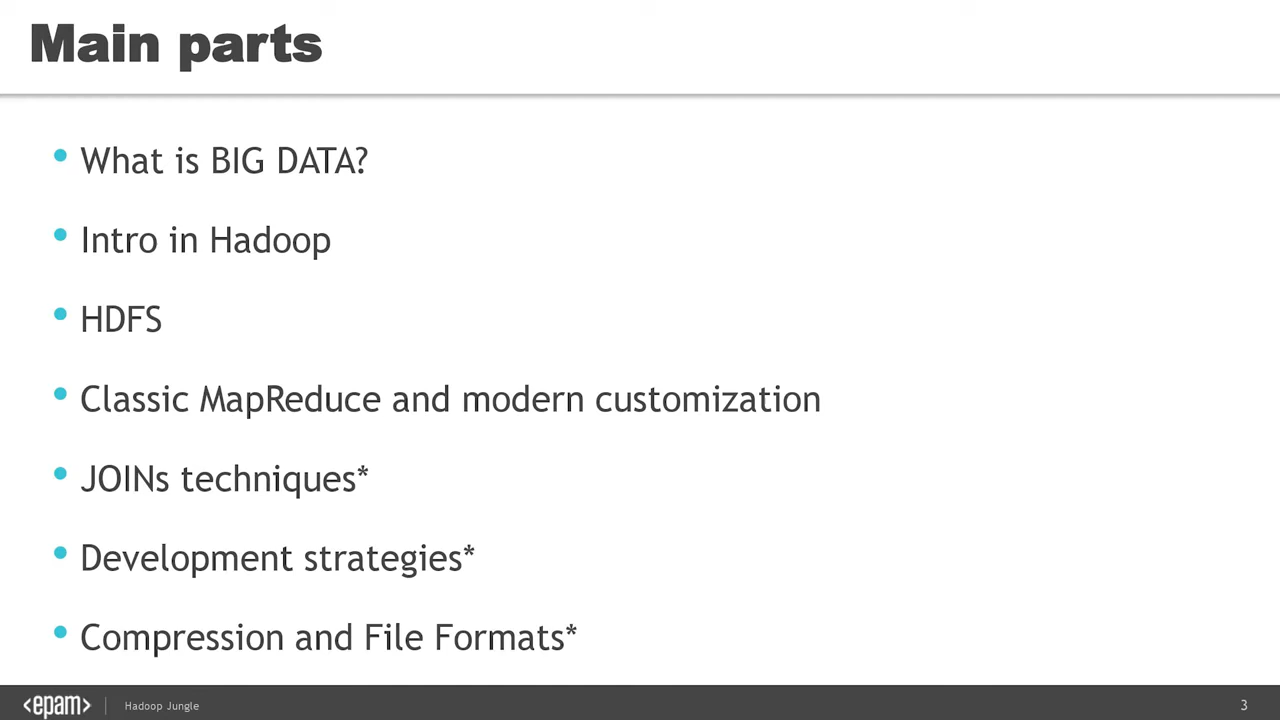 Main parts
• What is BIG DATA?
• Intro in Hadoop
• HDFS
• Classic MapReduce and modern customization
• JOINs techniques*
• Development strategies*
• Compression and File Formats*
<epam> | Hadoop Jungle 3